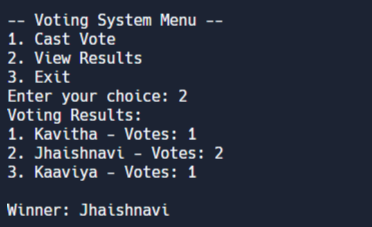 -- Voting System Menu --
1. Cast Vote
2. View Results
3. Exit
Enter your choice: 2
Voting Results:
1. Kavitha - Votes: 1
2. Jhaishnavi - Votes: 2
3. Kaaviya - Votes: 1
Winner: Jhaishnavi